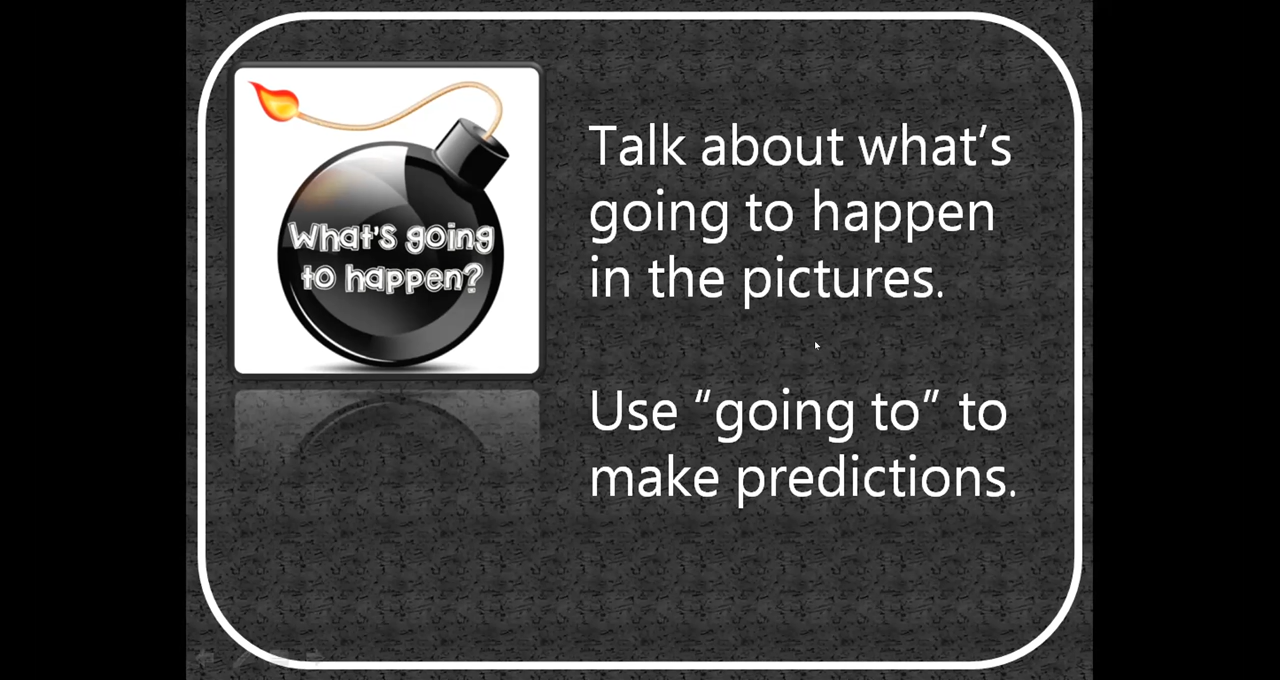 What's going
to happen?
Talk about what’s
going to happen
in the pictures.
Use “going to” to
make predictions.